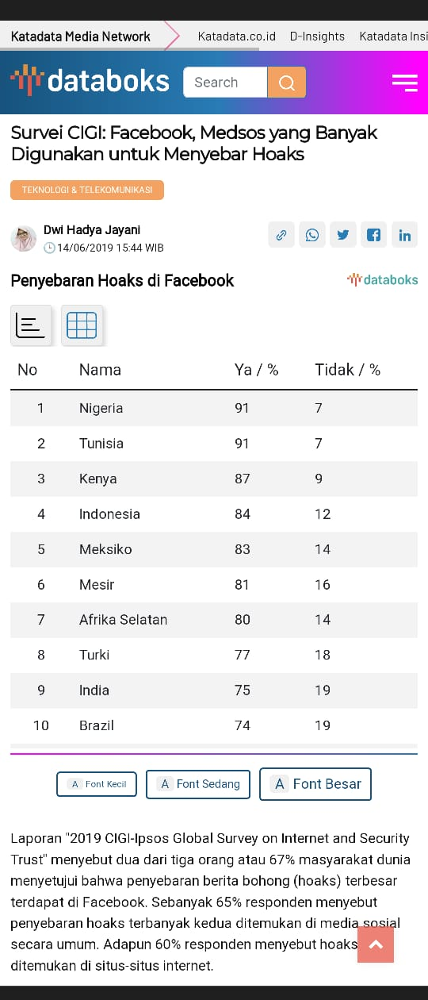 Katadata Media Network Katadata.co.id D-Insights Katadata Insi
databoks Search
Survei CIGI: Facebook, Medsos yang Banyak
Digunakan untuk Menyebar Hoaks
TEKNOLOGI & TELEKOMUNIKASI
Dwi Hadya Jayani
14/06/2019 15:44 WIB
Penyebaran Hoaks di Facebook databoks
No Nama Ya / % Tidak / %
1 Nigeria 91 7
2 Tunisia 91 7
3 Kenya 87 9
4 Indonesia 84 12
5 Meksiko 83 14
6 Mesir 81 16
7 Afrika Selatan 80 14
8 Turki 77 18
9 India 75 19
10 Brazil 74 19
A Font Kecil A Font Sedang A Font Besar
Laporan "2019 CIGI-Ipsos Global Survey on Internet and Security
Trust" menyebut dua dari tiga orang atau 67% masyarakat dunia
menyetujui bahwa penyebaran berita bohong (hoaks) terbesar
terdapat di Facebook. Sebanyak 65% responden menyebut
penyebaran hoaks terbanyak kedua ditemukan di media sosial
secara umum. Adapun 60% responden menyebut hoaks
ditemukan di situs-situs internet.